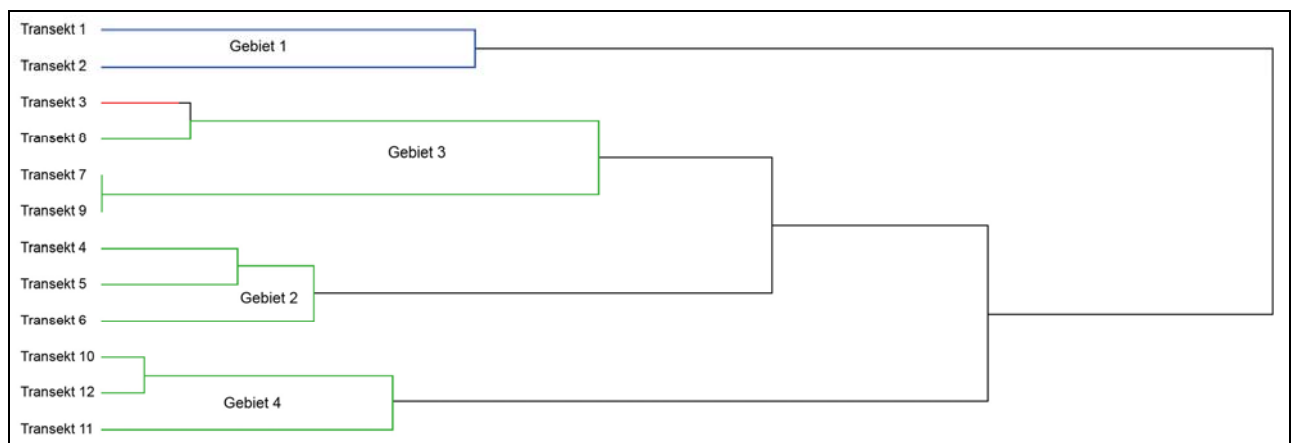 Transekt 1
Gebiet 1
Transekt 2
Transekt 3
Transekt 8
Gebiet 3
Transekt 7
Transekt 9
Transekt 4
Transekt 5
Gebiet 2
Transekt 6
Transekt 10
Transekt 12
Gebiet 4
Transekt 11